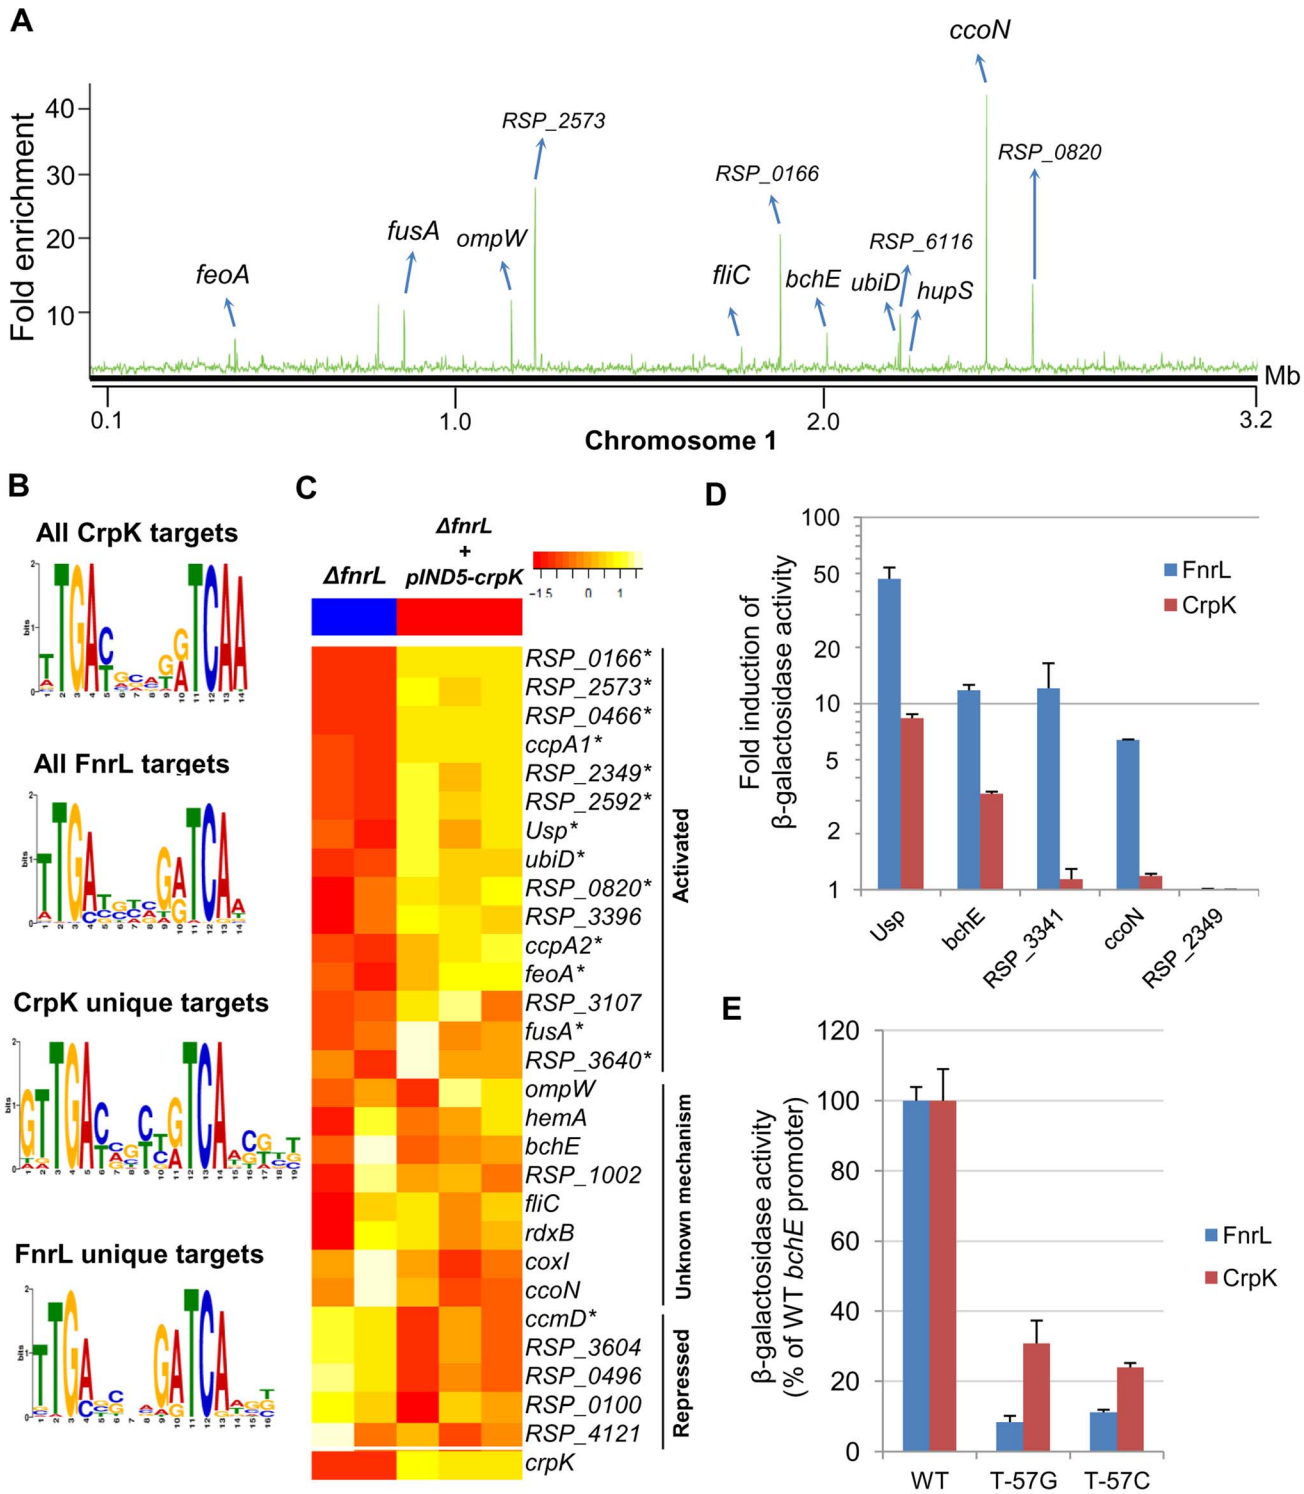 A
Fold enrichment
40
30
20
10
feoA
fusA
ompW
RSP_2573
fliC
RSP_0166
bchE
ubiD
RSP_6116
hupS
ccoN
RSP_0820
Mb
0.1
1.0
2.0
3.2
Chromosome 1
B
All CrpK targets
All FnrL targets
CrpK unique targets
FnrL unique targets
C
ΔfnrL
ΔfnrL
+
pIND5-crpK
−1.5 0 1
RSP_0166*
RSP_2573*
RSP_0466*
ccpA1*
RSP_2349*
RSP_2592*
Usp*
ubiD*
RSP_0820*
RSP_3396
ccpA2*
feoA*
RSP_3107
fusA*
RSP_3640*
ompW
hemA
bchE
RSP_1002
fliC
rdxB
coxI
ccoN
ccmD*
RSP_3604
RSP_0496
RSP_0100
RSP_4121
crpK
Activated
Unknown mechanism
Repressed
D
Fold induction of
β-galactosidase activity
100
50
20
10
5
2
1
FnrL
CrpK
Usp
bchE
RSP_3341
ccoN
RSP_2349
E
β-galactosidase activity
(% of WT bchE promoter)
120
100
80
60
40
20
0
FnrL
CrpK
WT
T-57G
T-57C